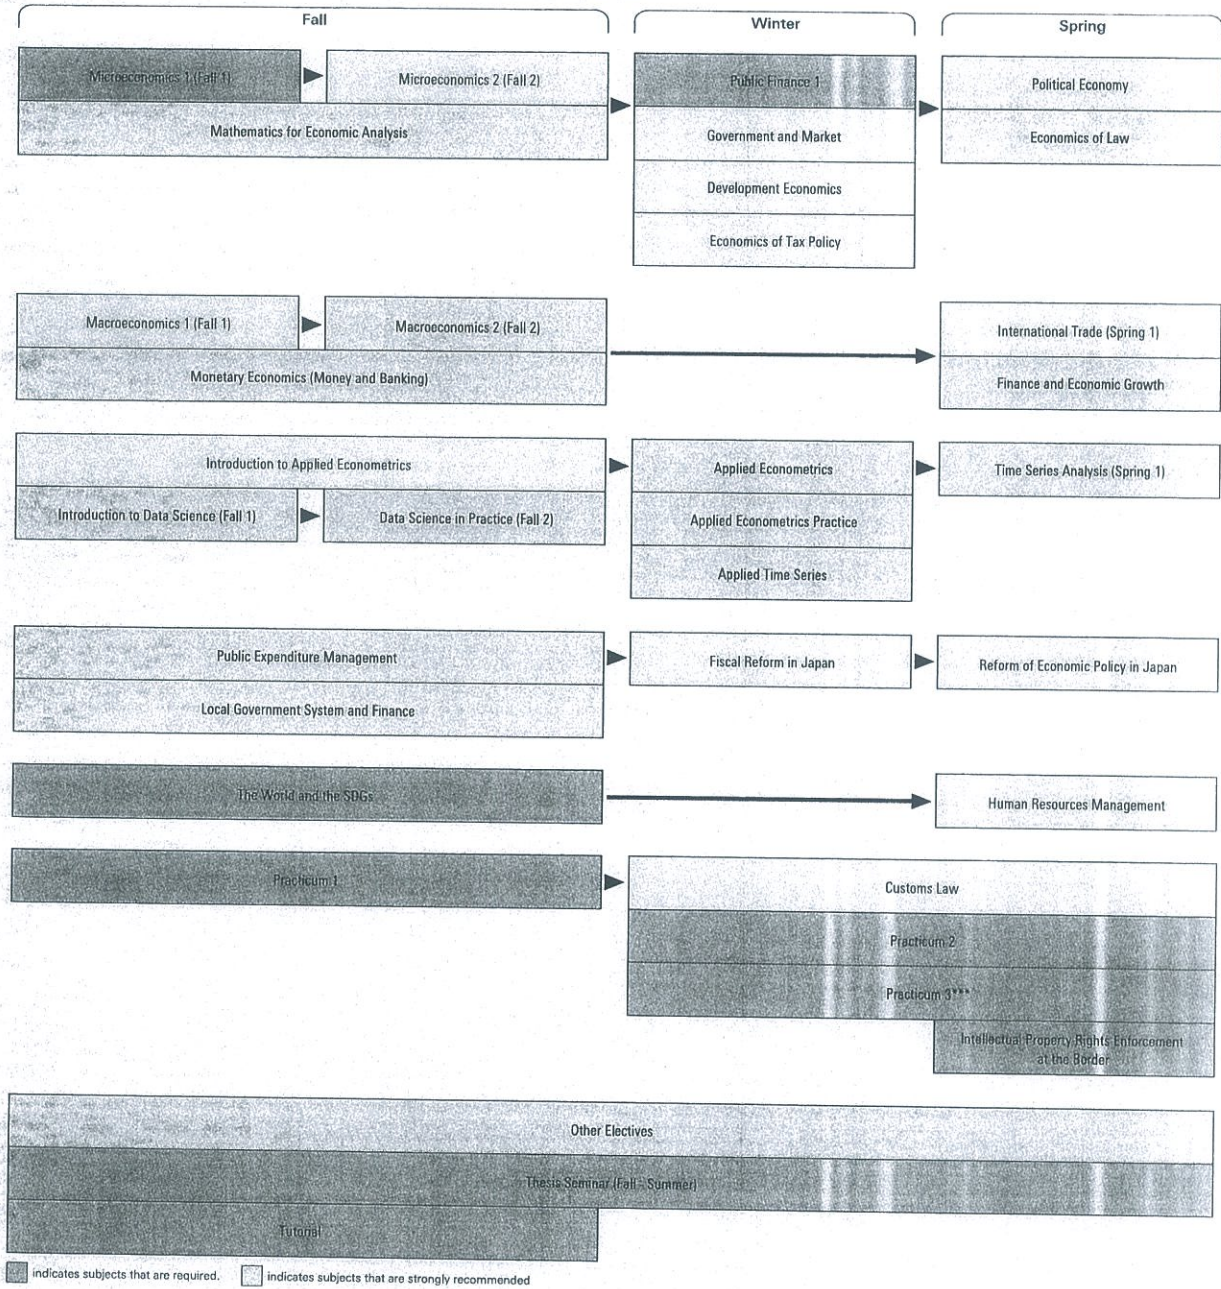 Fall
Winter
Spring
Microeconomics 1 (Fall 1)
Microeconomics 2 (Fall 2)
Mathematics for Economic Analysis
Public Finance 1
Government and Market
Development Economics
Economics of Tax Policy
Political Economy
Economics of Law
Macroeconomics 1 (Fall 1)
Macroeconomics 2 (Fall 2)
Monetary Economics (Money and Banking)
International Trade (Spring 1)
Finance and Economic Growth
Introduction to Applied Econometrics
Introduction to Data Science (Fall 1)
Data Science in Practice (Fall 2)
Applied Econometrics
Applied Econometrics Practice
Applied Time Series
Time Series Analysis (Spring 1)
Public Expenditure Management
Local Government System and Finance
Fiscal Reform in Japan
Reform of Economic Policy in Japan
The World and the SDGs
Human Resources Management
Practicum 1
Customs Law
Practicum 2
Practicum 3***
Intellectual Property Rights Enforcement
at the Border
Other Electives
Thesis Seminar (Fall - Summer)
Tutorial
indicates subjects that are required.
indicates subjects that are strongly recommended